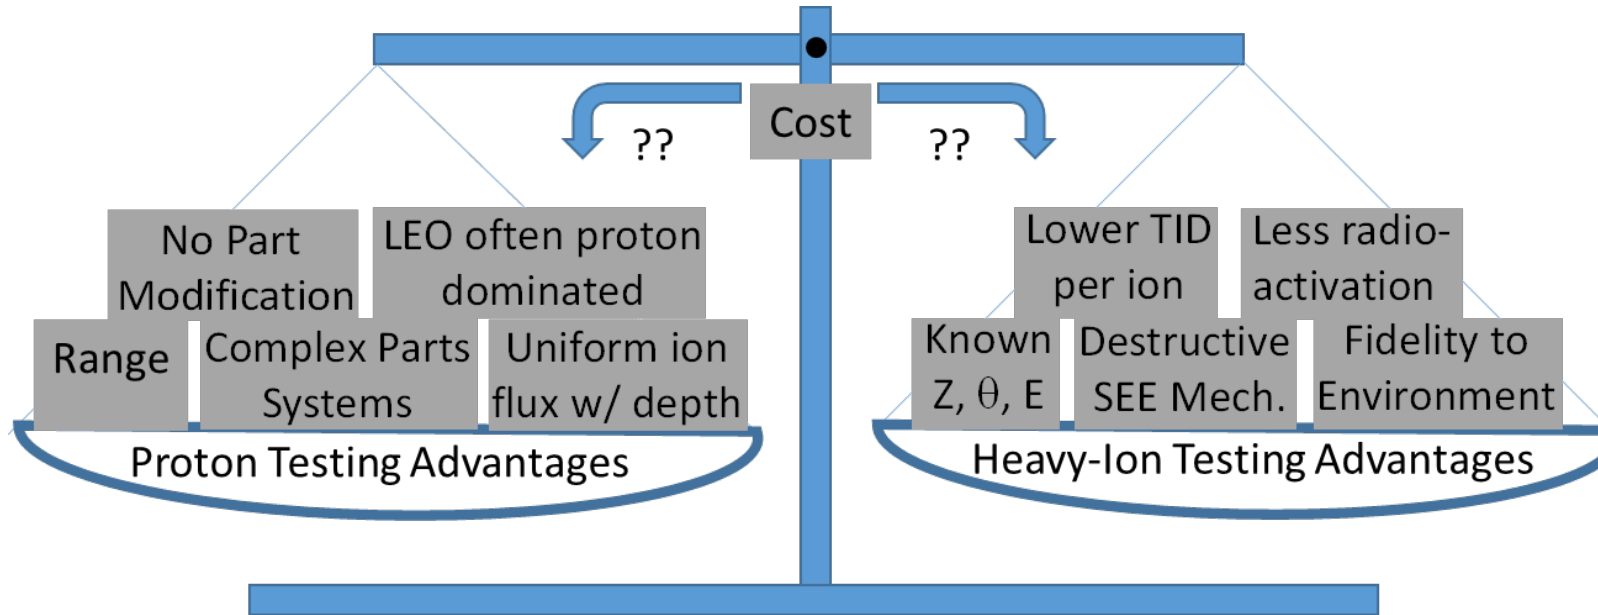 Cost
??
??
No Part
Modification
LEO often proton
dominated
Range
Complex Parts
Systems
Uniform ion
flux w/ depth
Proton Testing Advantages
Lower TID
per ion
Less radio-
activation
Known
Z, θ, E
Destructive
SEE Mech.
Fidelity to
Environment
Heavy-Ion Testing Advantages